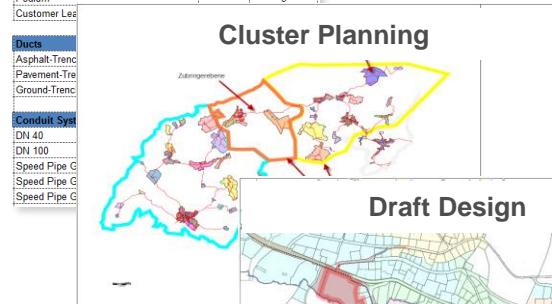 Customer Lea
Ducts
Asphalt-Trenc
Pavement-Tre
Ground-Trenc
Conduit Syst
DN 40
DN 100
Speed Pipe G
Speed Pipe G
Speed Pipe G
Cluster Planning
Zubringerebene
Draft Design